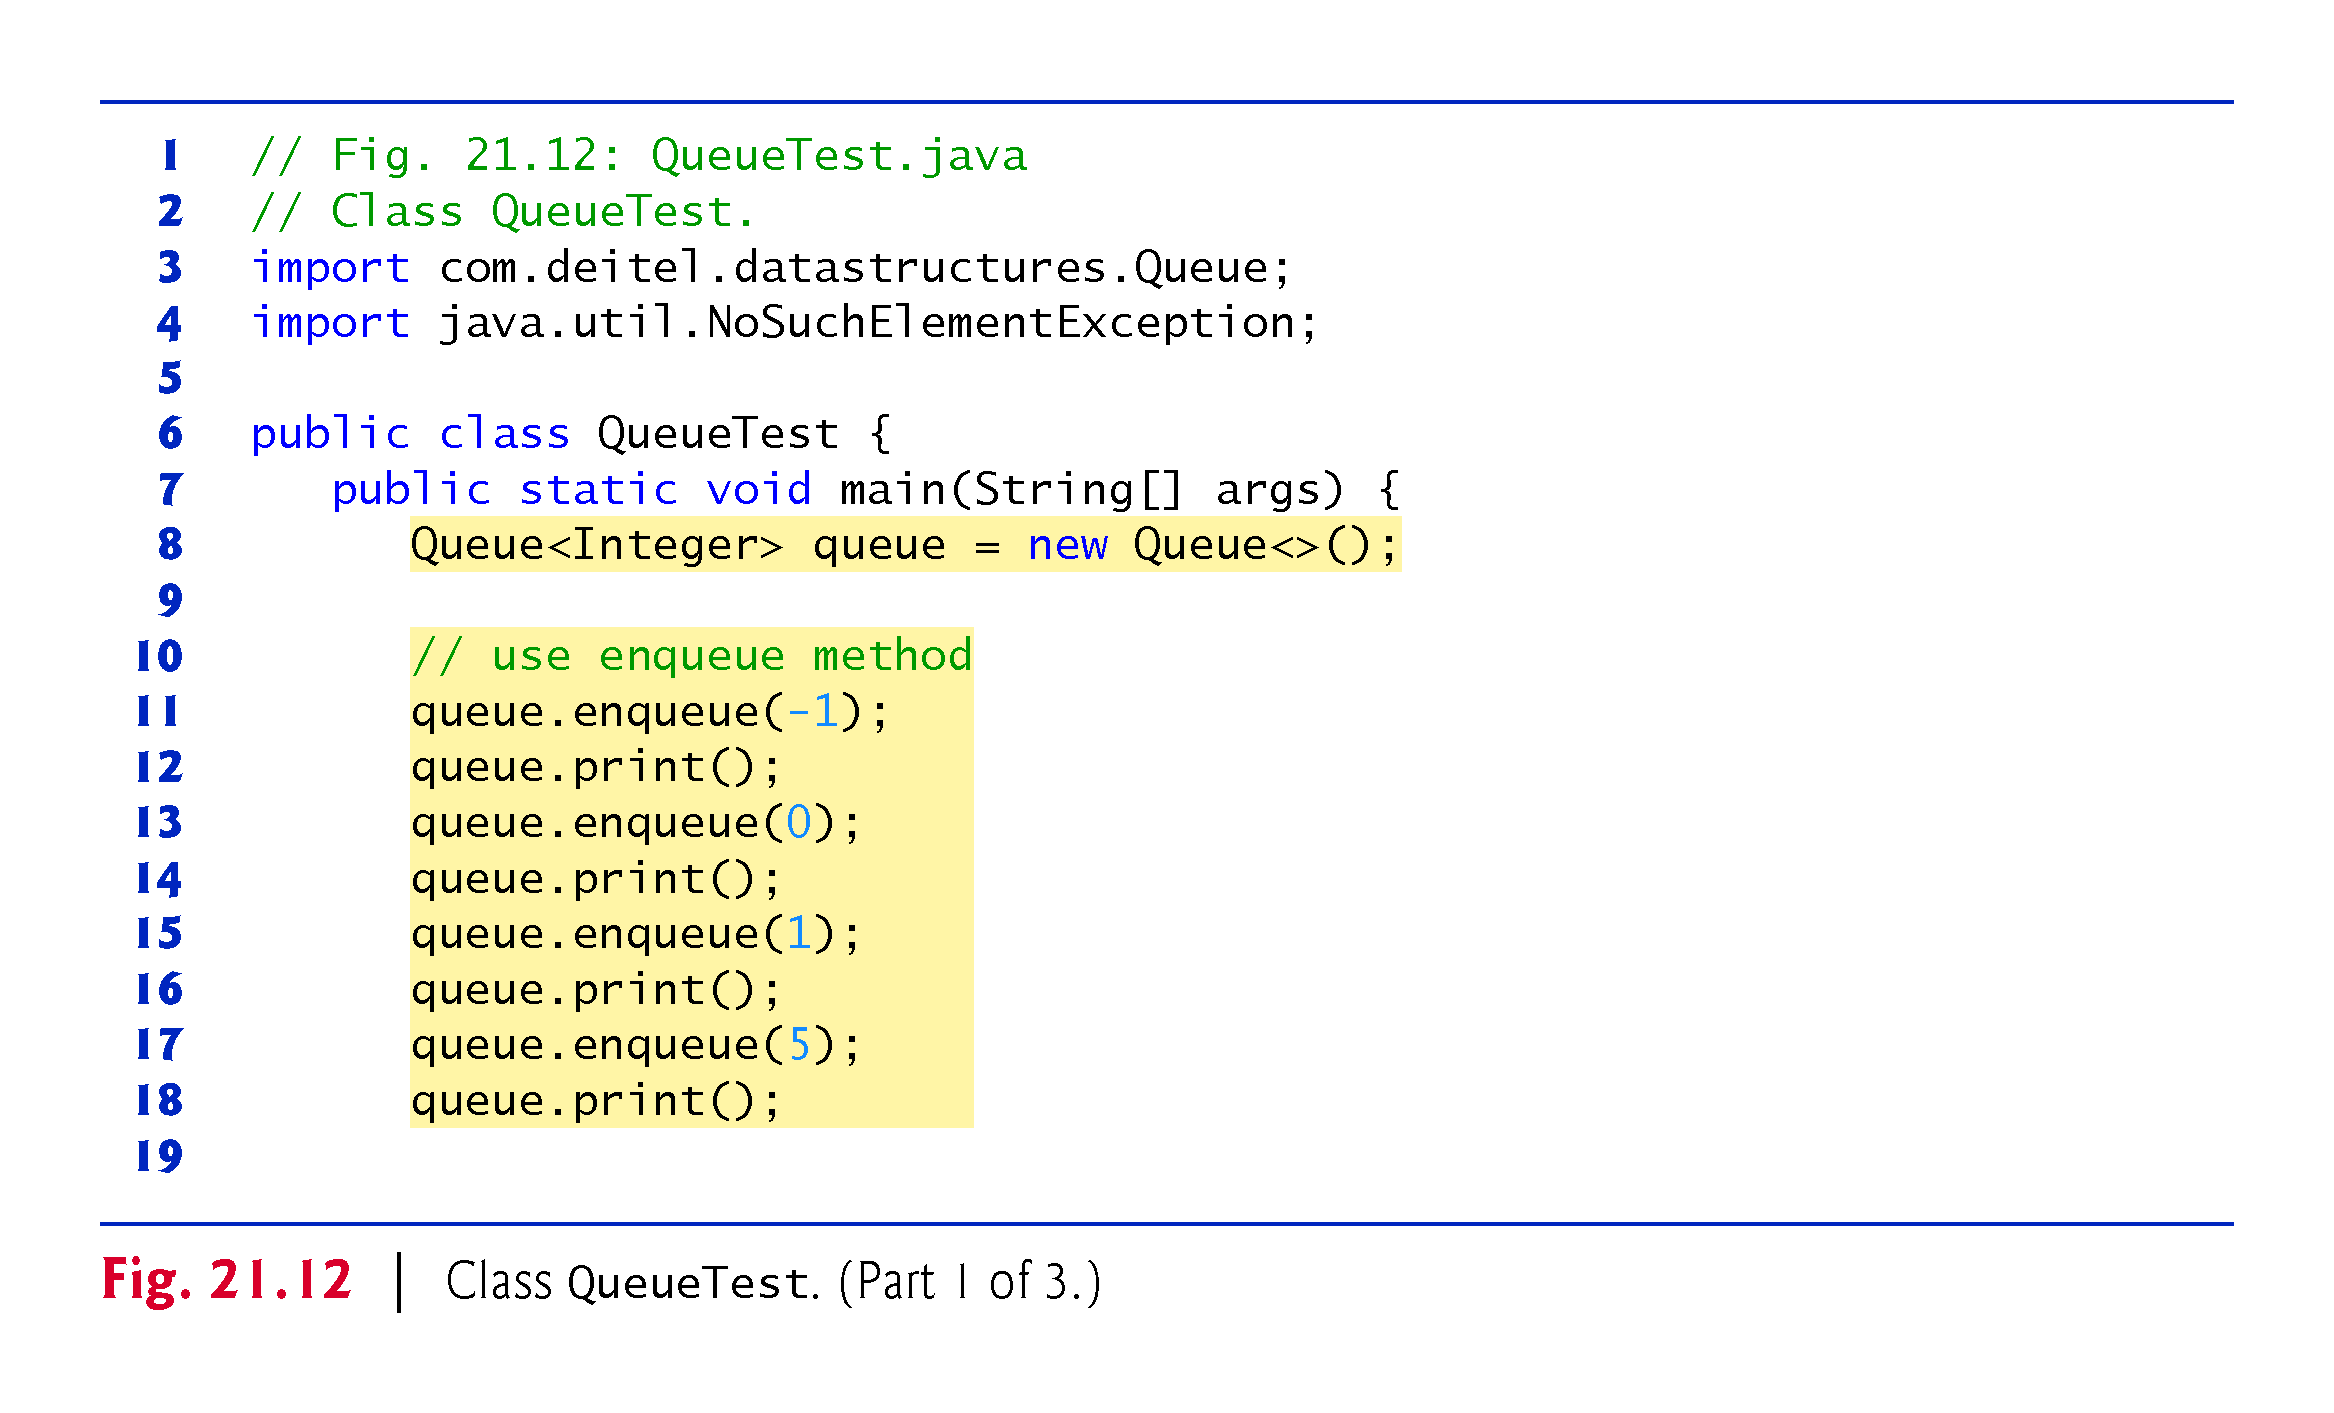 1 // Fig. 21.12: QueueTest.java
2 // Class QueueTest.
3 import com.deitel.datastructures.Queue;
4 import java.util.NoSuchElementException;
5
6 public class QueueTest {
7    public static void main(String[] args) {
8       Queue<Integer> queue = new Queue<>();
9
10       // use enqueue method
11       queue.enqueue(-1);
12       queue.print();
13       queue.enqueue(0);
14       queue.print();
15       queue.enqueue(1);
16       queue.print();
17       queue.enqueue(5);
18       queue.print();
19
Fig. 21.12 | Class QueueTest. (Part 1 of 3.)